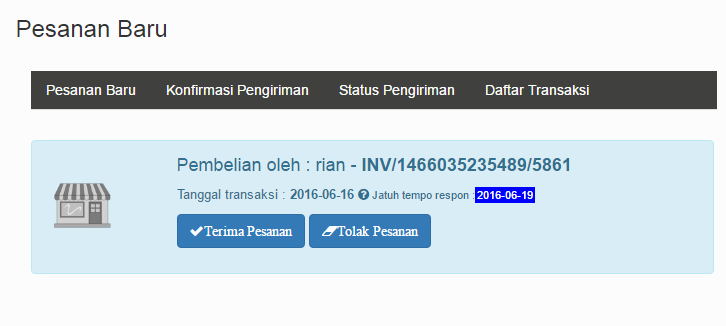 Pesanan Baru
Pesanan Baru Konfirmasi Pengiriman Status Pengiriman Daftar Transaksi
Pembelian oleh : rian - INV/1466035235489/5861
Tanggal transaksi : 2016-06-16 ? Jatuh tempo respon : 2016-06-19
Terima Pesanan Tolak Pesanan